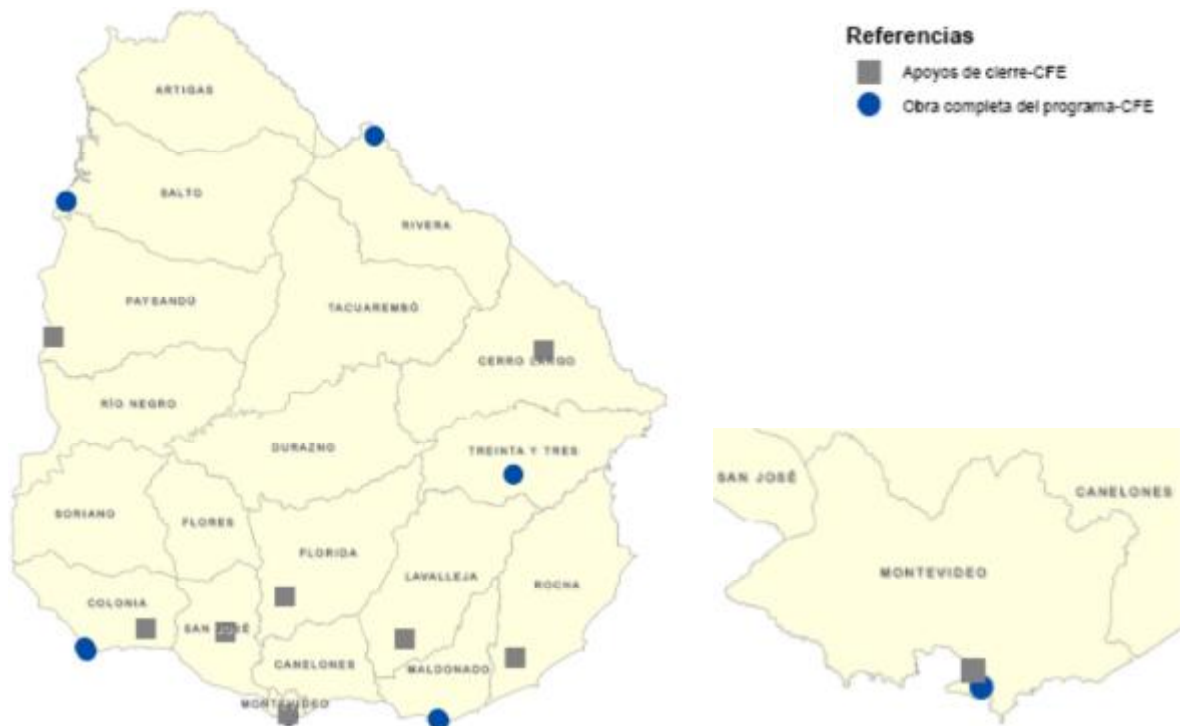 Referencias
Apoyos de cierre-CFE
Obra completa del programa-CFE
ARTIGAS
SALTO
RIVERA
PAYSANDÚ
TACUAREMBÓ
CERRO LARGO
RÍO NEGRO
DURAZNO
TREINTA Y TRES
SORIANO
FLORES
FLORIDA
LAVALLEJA
ROCHA
COLONIA
SAN JOSÉ
CANELONES
MALDONADO
MONTEVIDEO
SAN JOSÉ
CANELONES
MONTEVIDEO